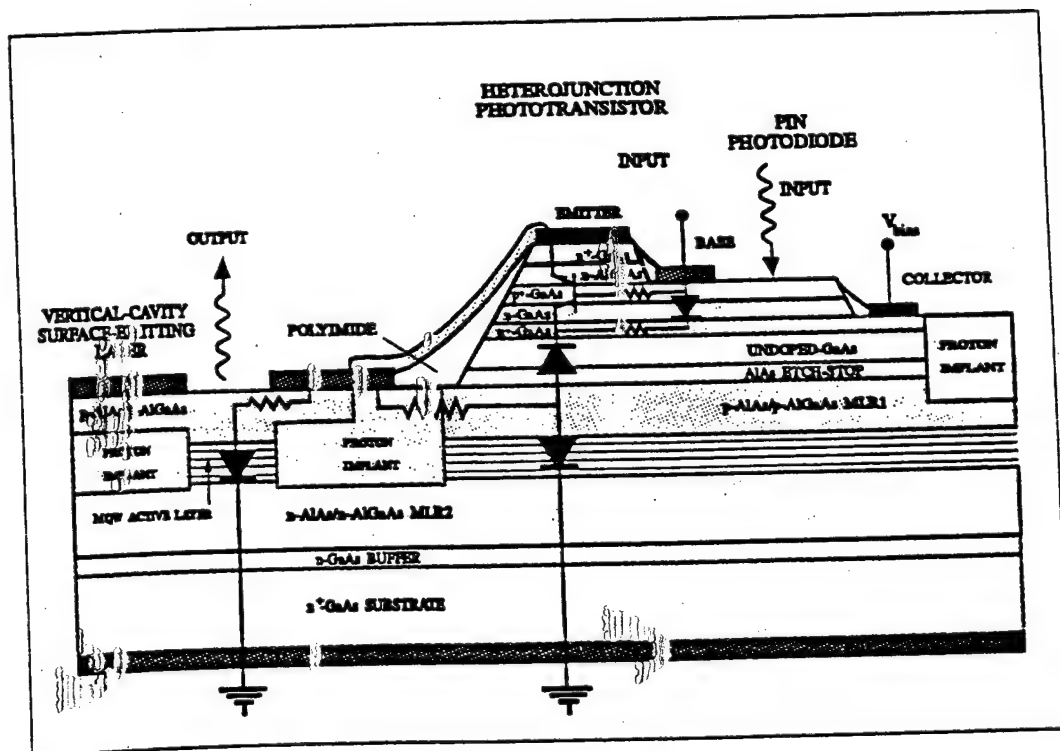 HETEROJUNCTION
PHOTOTRANSISTOR
PIN
PHOTODIODE
INPUT
INPUT
EMITTER
BASE
V bias
COLLECTOR
OUTPUT
VERTICAL-CAVITY
SURFACE-EMITTING
POLYIMIDE
p⁺-GaAs
UNDOPED-GaAs
AlAs ETCH-STOP
p-AlAs/p-AlGaAs MLR1
PROTON
IMPLANT
PROTON
IMPLANT
PROTON
IMPLANT
MQW ACTIVE LAYER
n-AlAs/n-AlGaAs MLR2
n-GaAs BUFFER
n⁺-GaAs SUBSTRATE